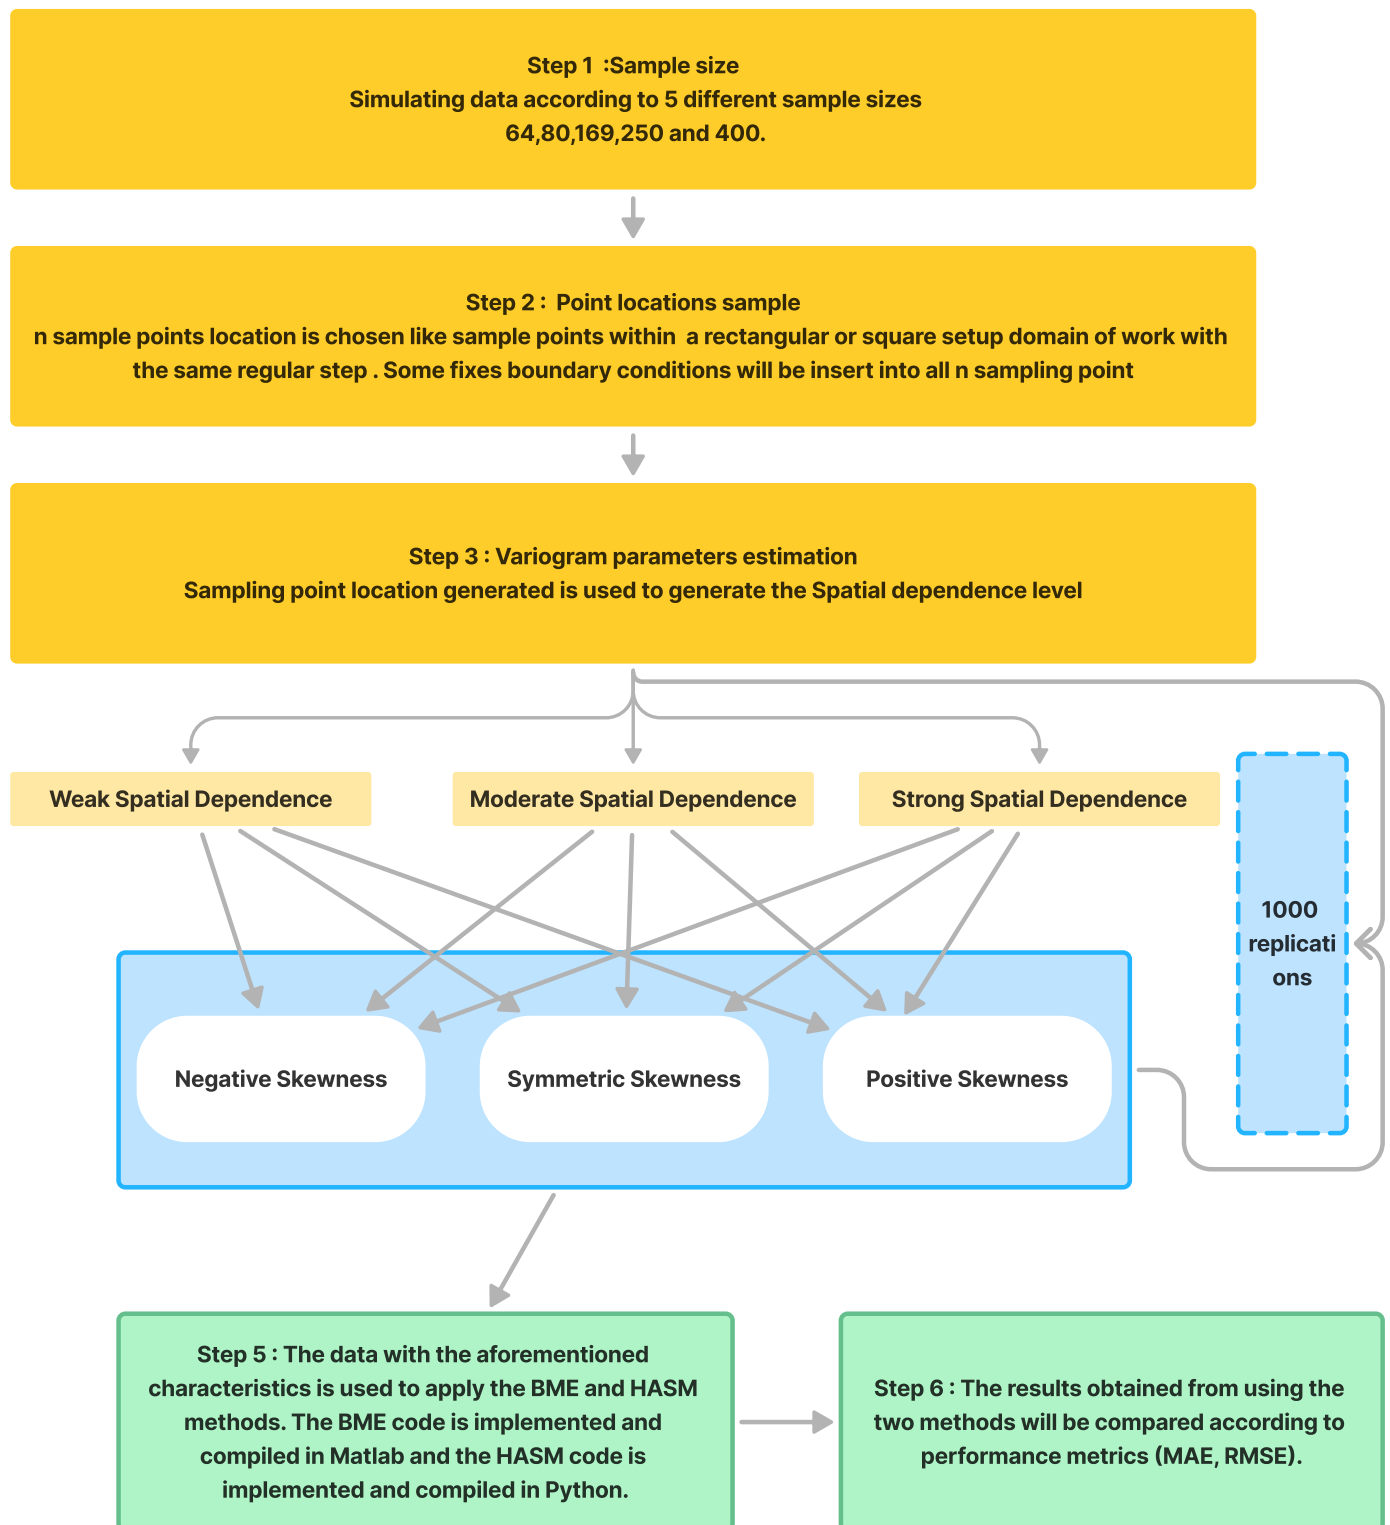 Step 1 :Sample size
Simulating data according to 5 different sample sizes
64,80,169,250 and 400.
Step 2 : Point locations sample
n sample points location is chosen like sample points within a rectangular or square setup domain of work with
the same regular step . Some fixes boundary conditions will be insert into all n sampling point
Step 3 : Variogram parameters estimation
Sampling point location generated is used to generate the Spatial dependence level
Weak Spatial Dependence
Moderate Spatial Dependence
Strong Spatial Dependence
1000
replicati
ons
Negative Skewness
Symmetric Skewness
Positive Skewness
Step 5 : The data with the aforementioned
characteristics is used to apply the BME and HASM
methods. The BME code is implemented and
compiled in Matlab and the HASM code is
implemented and compiled in Python.
Step 6 : The results obtained from using the
two methods will be compared according to
performance metrics (MAE, RMSE).